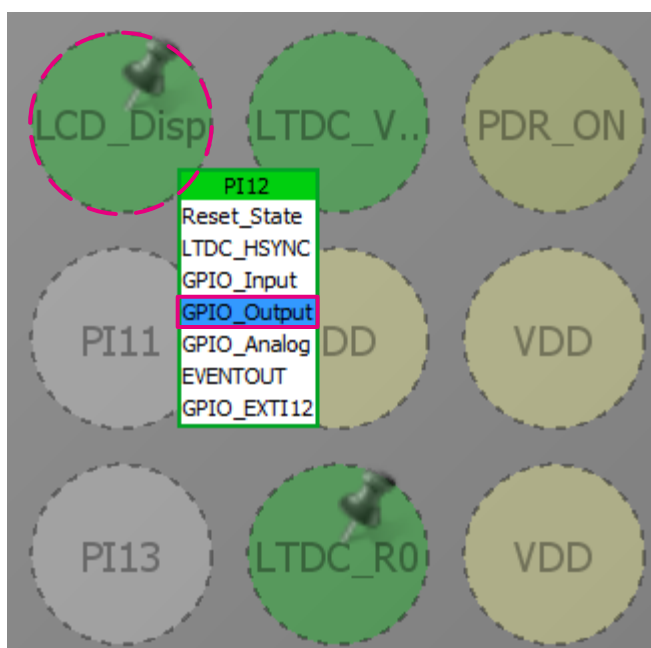 LCD_Disp
LTDC_V..
PDR_ON
PI12
Reset_State
LTDC_HSYNC
GPIO_Input
GPIO_Output
GPIO_Analog
EVENTOUT
GPIO_EXTI12
PI11
DD
VDD
PI13
LTDC_R0
VDD